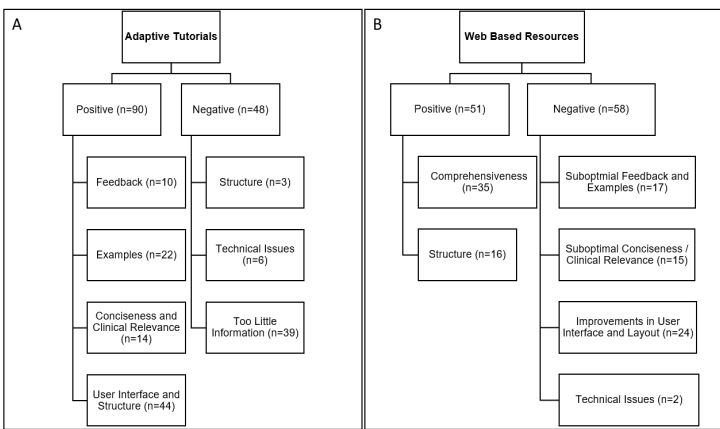 A
Adaptive Tutorials
Positive (n=90)
Negative (n=48)
Feedback (n=10)
Structure (n=3)
Examples (n=22)
Technical Issues
(n=6)
Conciseness and
Clinical Relevance
(n=14)
Too Little
Information (n=39)
User Interface and
Structure (n=44)
B
Web Based Resources
Positive (n=51)
Negative (n=58)
Comprehensiveness
(n=35)
Suboptmial Feedback and
Examples (n=17)
Structure (n=16)
Suboptimal Conciseness /
Clinical Relevance (n=15)
Improvements in User
Interface and Layout (n=24)
Technical Issues (n=2)